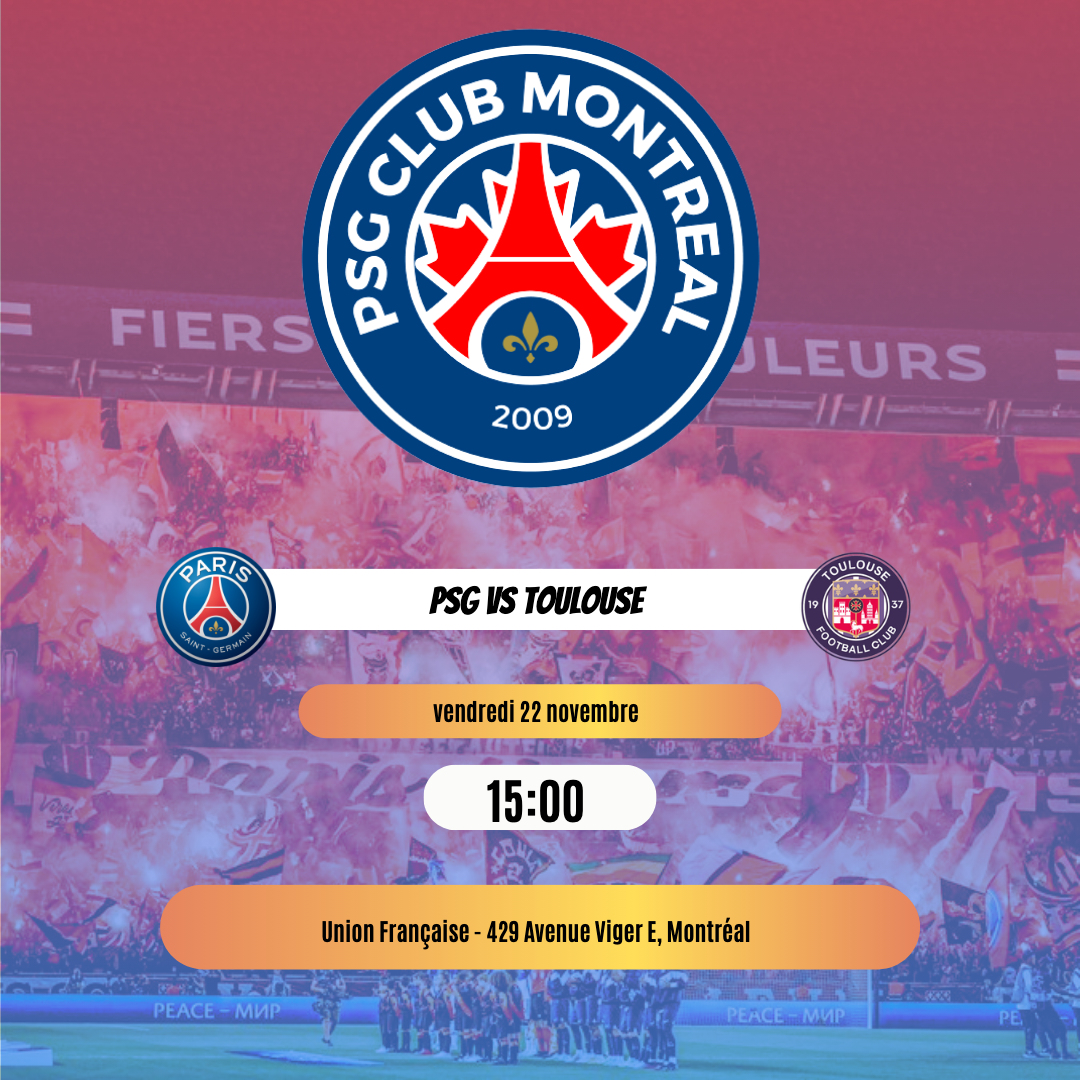 PSG CLUB MONTREAL
2009
FIERS
ULEURS
PARIS
SAINT - GERMAIN
PSG VS TOULOUSE
TOULOUSE
19 37
FOOTBALL CLUB
vendredi 22 novembre
15:00
Union Française - 429 Avenue Viger E, Montréal
PEACE – МИР
PEACE – МИР